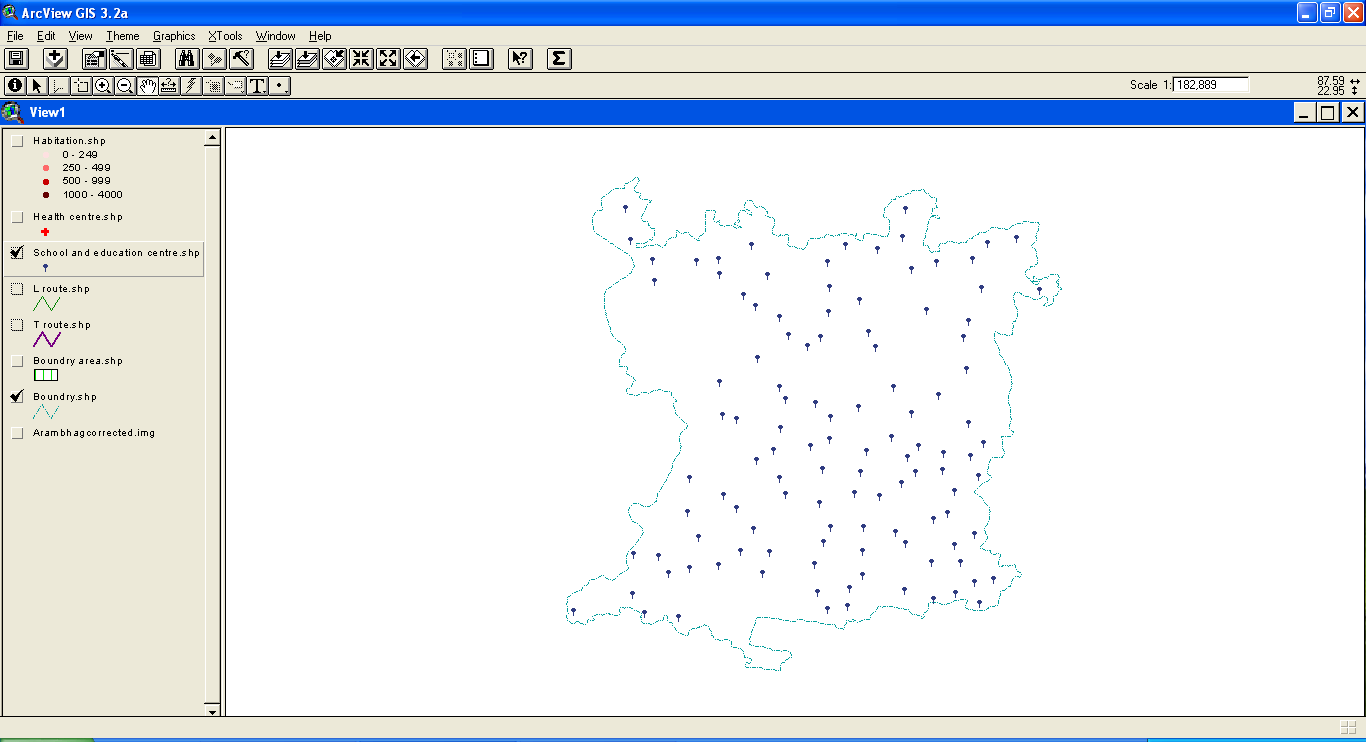 ArcView GIS 3.2a
File Edit View Theme Graphics XTools Window Help
Scale 1: 182,889
87.59
22.95
View1
Habitation.shp
0 - 249
250 - 499
500 - 999
1000 - 4000
Health centre.shp
School and education centre.shp
L route.shp
T route.shp
Boundry area.shp
Boundry.shp
Arambhagcorrected.img